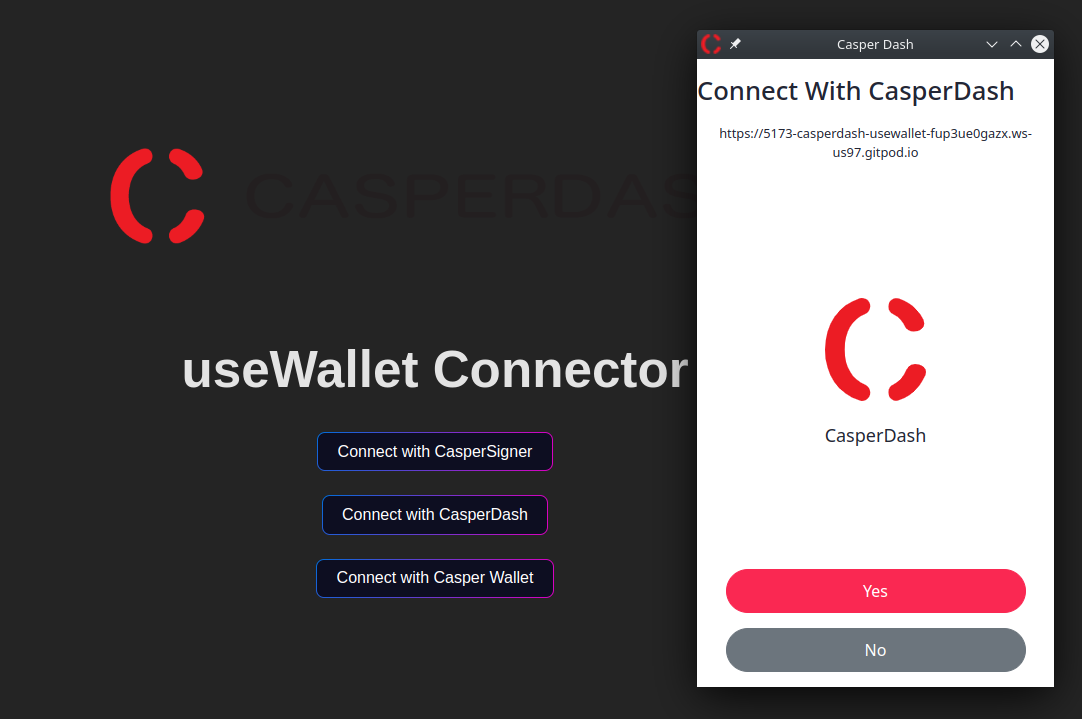 CASPERDAS
useWallet Connector
Connect with CasperSigner
Connect with CasperDash
Connect with Casper Wallet
Casper Dash
Connect With CasperDash
https://5173-casperdash-usewallet-fup3ue0gazx.ws-
us97.gitpod.io
CasperDash
Yes
No